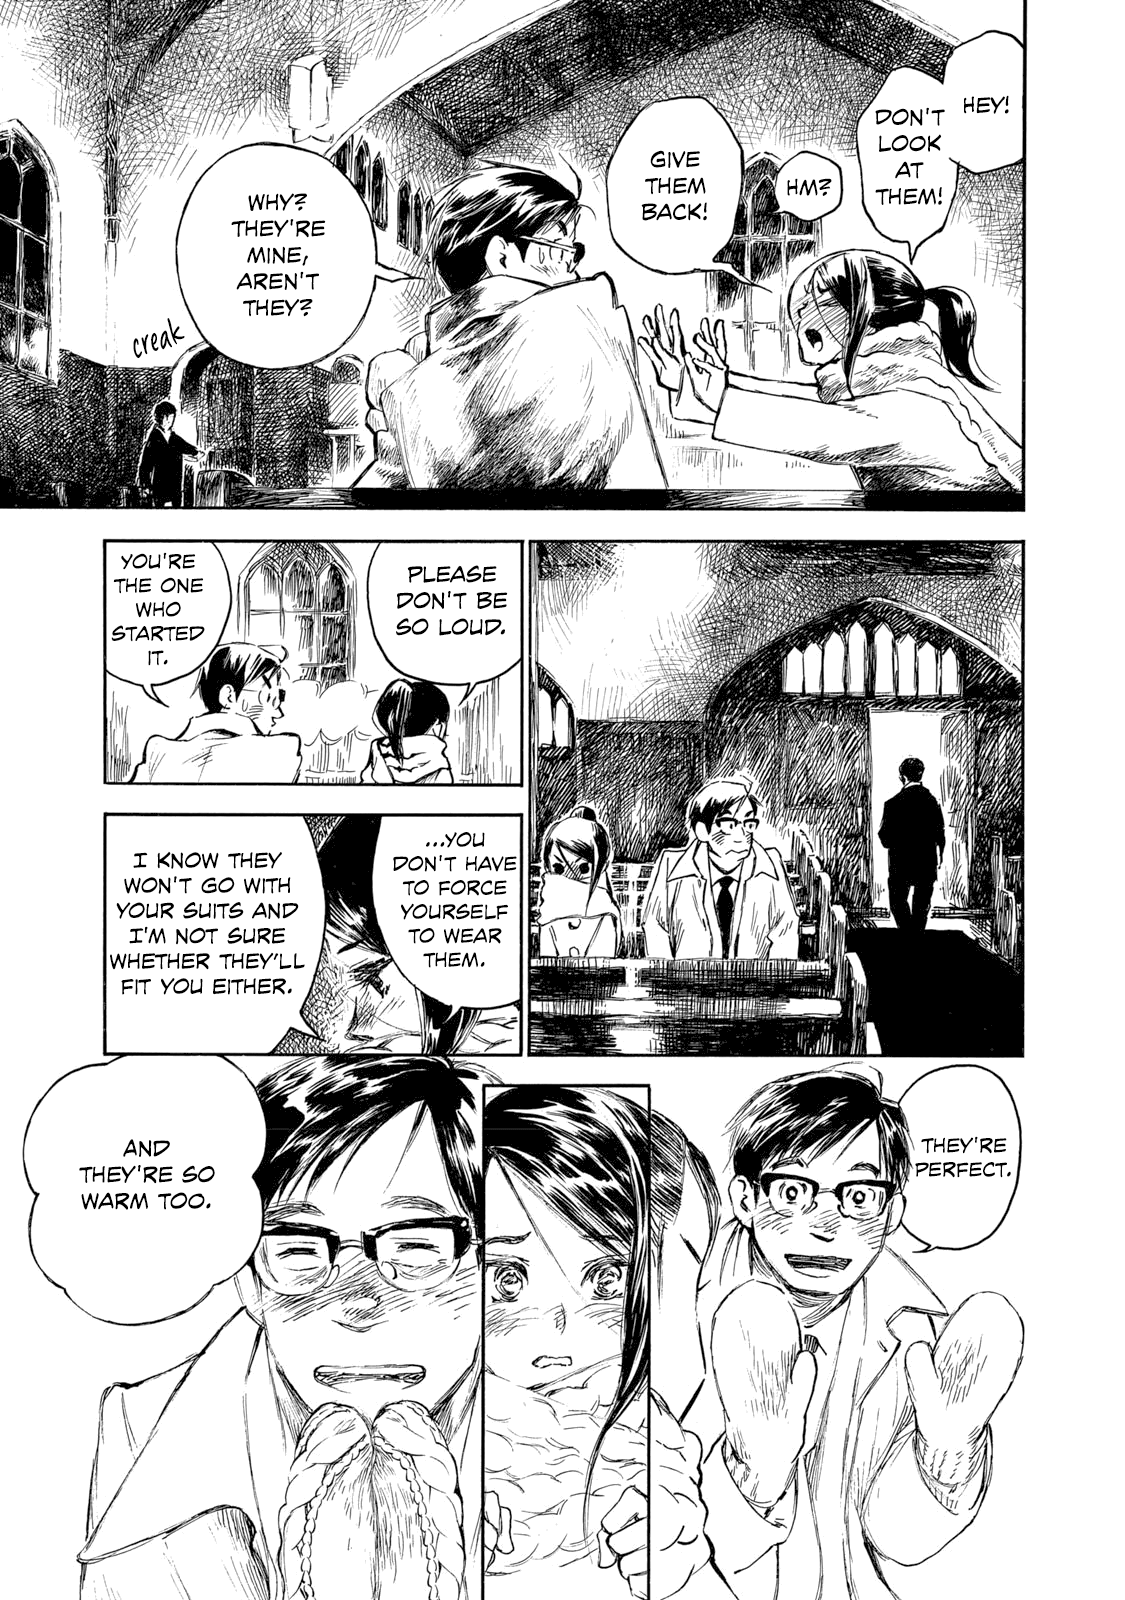 HEY!
DON'T
LOOK
AT
THEM!
HM?
GIVE
THEM
BACK!
WHY?
THEY'RE
MINE,
AREN'T
THEY?
creak
PLEASE
DON'T BE
SO LOUD.
YOU'RE
THE ONE
WHO
STARTED
IT.
...YOU
DON'T HAVE
TO FORCE
YOURSELF
TO WEAR
THEM.
I KNOW THEY
WON'T GO WITH
YOUR SUITS AND
I'M NOT SURE
WHETHER THEY'LL
FIT YOU EITHER.
THEY'RE
PERFECT.
AND
THEY'RE SO
WARM TOO.